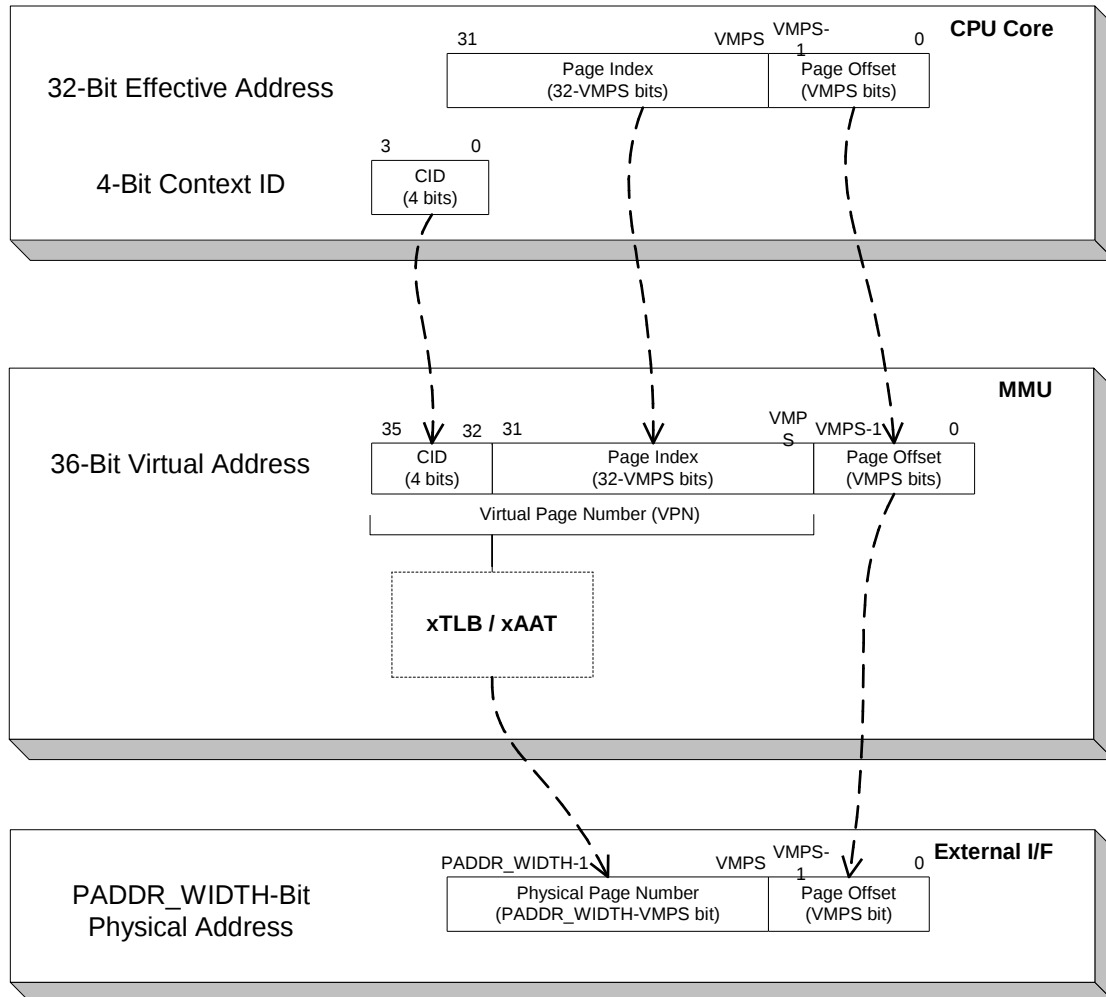 CPU Core
31
VMPS
VMPS-
1
0
32-Bit Effective Address
Page Index
(32-VMPS bits)
Page Offset
(VMPS bits)
3
0
4-Bit Context ID
CID
(4 bits)
MMU
35
32
31
VMP
S
VMPS-1
0
36-Bit Virtual Address
CID
(4 bits)
Page Index
(32-VMPS bits)
Page Offset
(VMPS bits)
Virtual Page Number (VPN)
xTLB / xAAT
External I/F
PADDR_WIDTH-1
VMPS
VMPS-
1
0
PADDR_WIDTH-Bit
Physical Address
Physical Page Number
(PADDR_WIDTH-VMPS bit)
Page Offset
(VMPS bit)